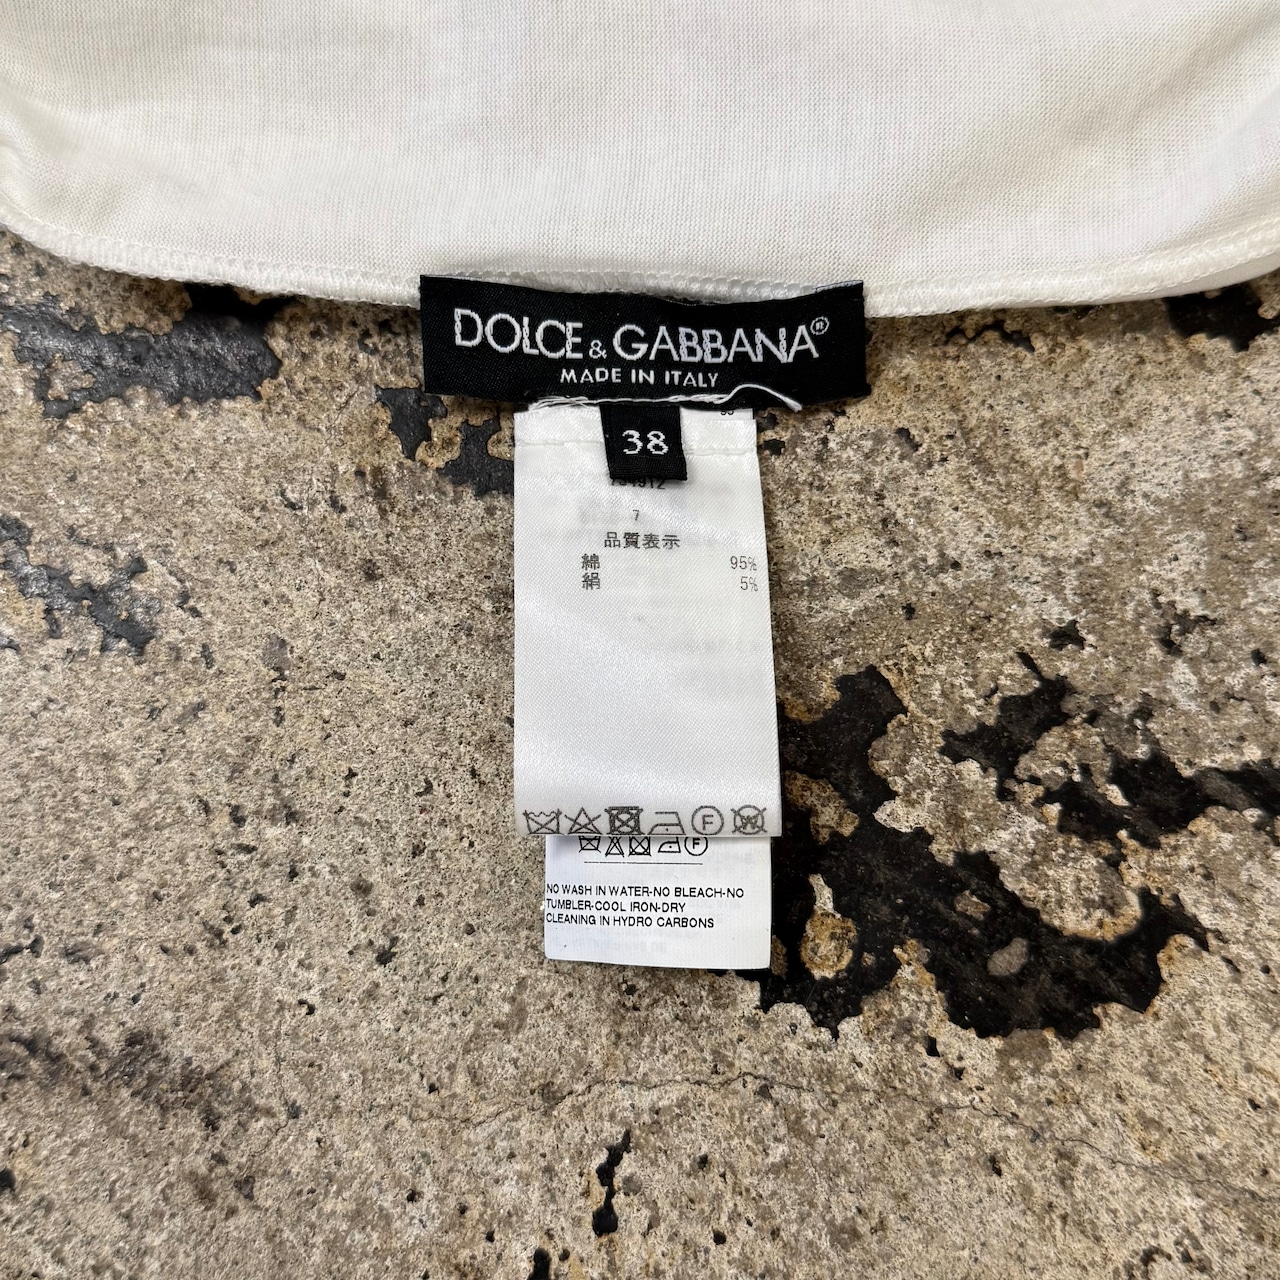 DOLCE & GABBANA®
MADE IN ITALY
38
7
品質表示
綿 95%
絹 5%
F W
F
NO WASH IN WATER-NO BLEACH-NO
TUMBLER-COOL IRON-DRY
CLEANING IN HYDRO CARBONS